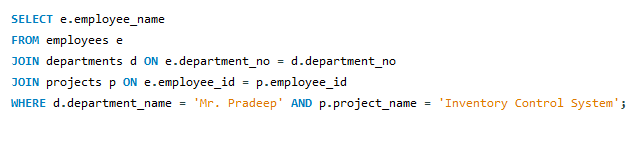 SELECT e.employee_name
FROM employees e
JOIN departments d ON e.department_no = d.department_no
JOIN projects p ON e.employee_id = p.employee_id
WHERE d.department_name = 'Mr. Pradeep' AND p.project_name = 'Inventory Control System';